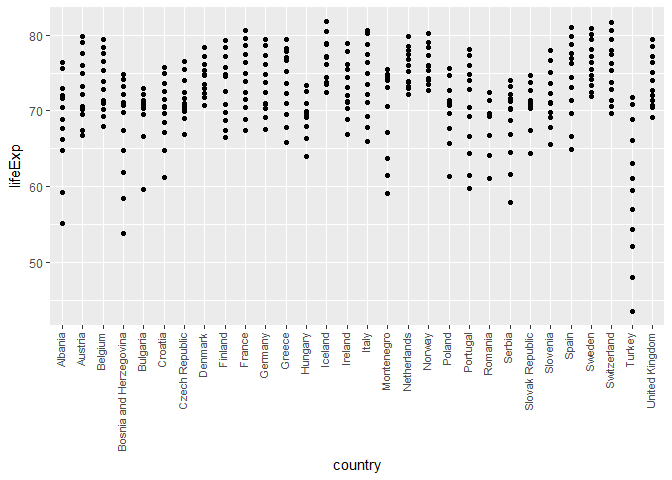 80
70
60
50
lifeExp
Albania
Austria
Belgium
Bosnia and Herzegovina
Bulgaria
Croatia
Czech Republic
Denmark
Finland
France
Germany
Greece
Hungary
Iceland
Ireland
Italy
Montenegro
Netherlands
Norway
Poland
Portugal
Romania
Serbia
Slovak Republic
Slovenia
Spain
Sweden
Switzerland
Turkey
United Kingdom
country